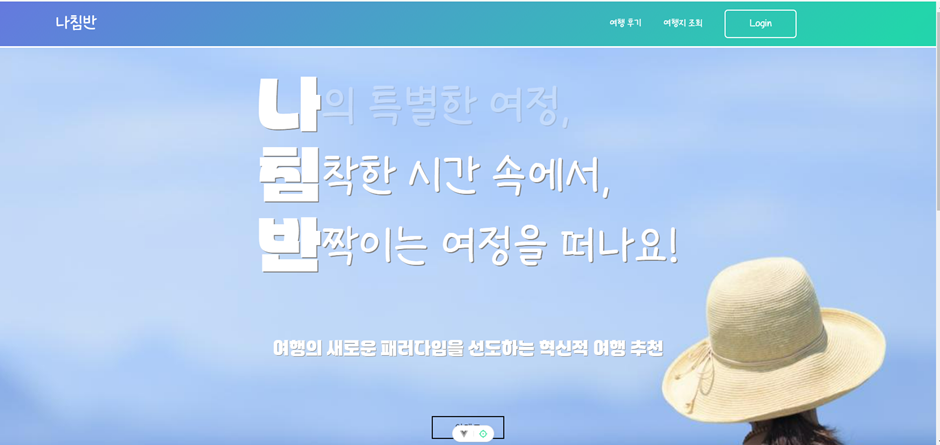 나침반
여행 후기 여행지 조회 Login
나의 특별한 여정,
침착한 시간 속에서,
반짝이는 여정을 떠나요!
여행의 새로운 패러다임을 선도하는 혁신적 여행 추천